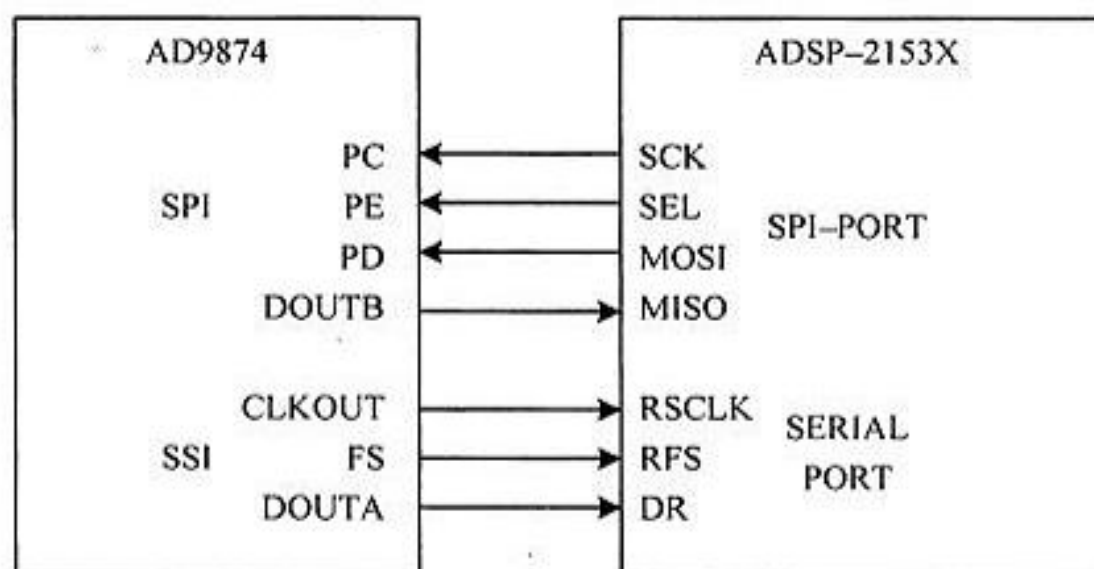 AD9874
SPI
PC
PE
PD
DOUTB
SSI
CLKOUT
FS
DOUTA
ADSP–2153X
SCK
SEL
MOSI
MISO
SPI–PORT
RSCLK
RFS
DR
SERIAL
PORT